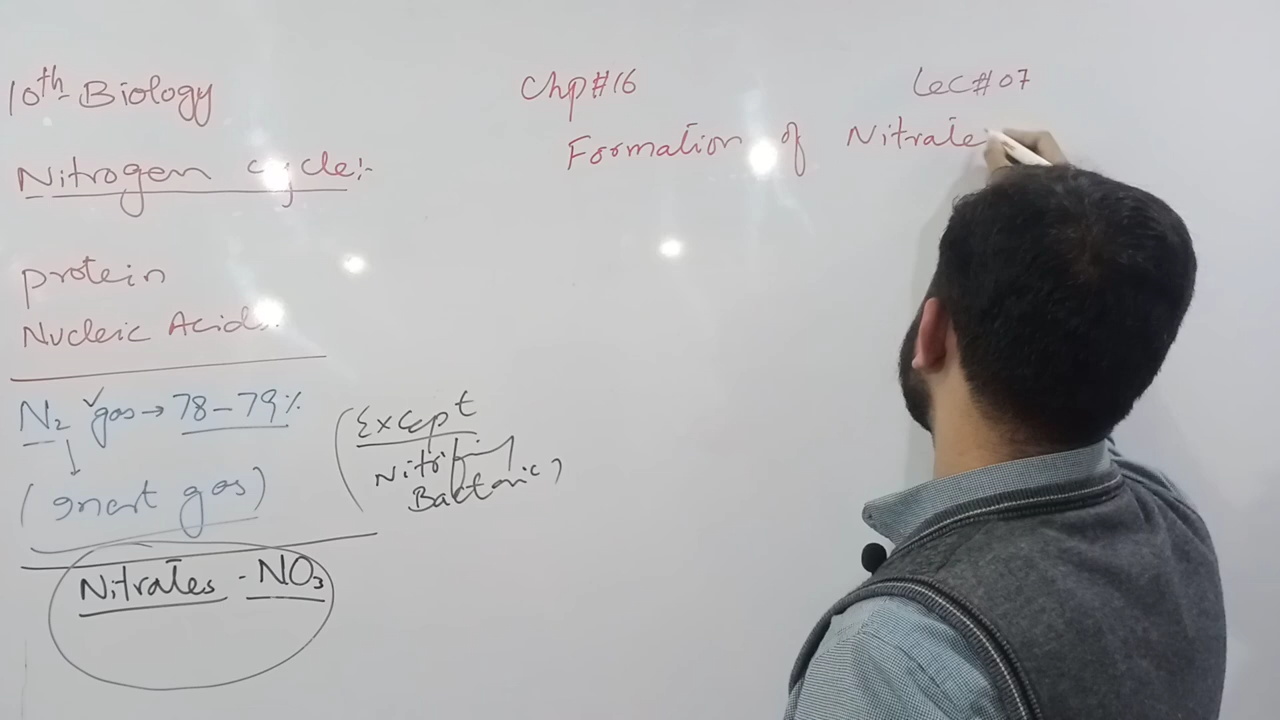 10th Biology
Chp#16
Lec#07
Formation of Nitrate
Nitrogen cycle:-
protein
Nucleic Acids.
N2 gas → 78-79%
(Inert gas)
(Except
Nitrifing
Bacteria)
Nitrates - NO3